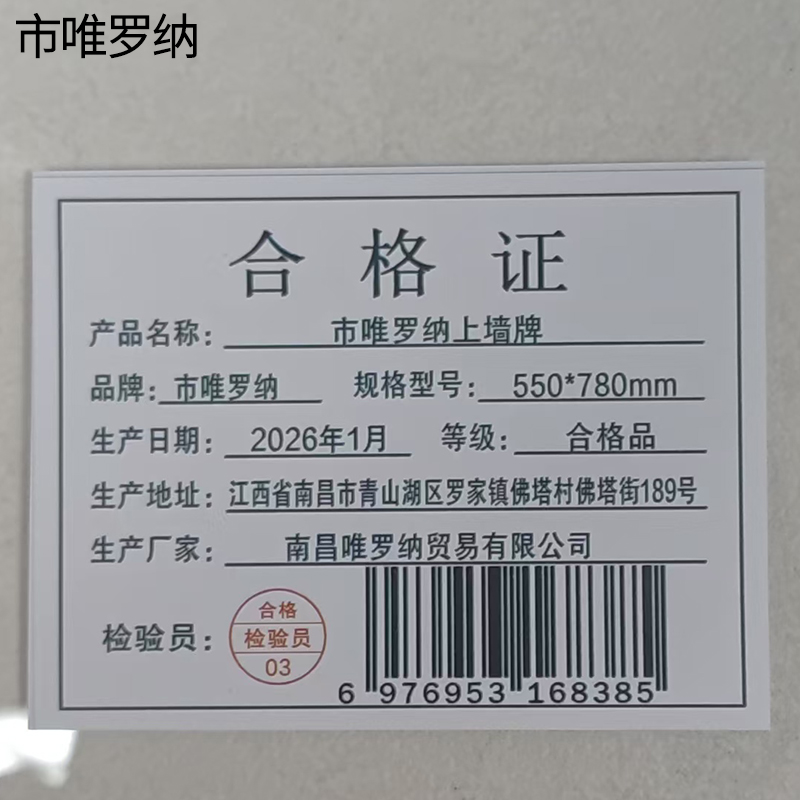 市唯罗纳
合格证
产品名称：市唯罗纳上墙牌
品牌：市唯罗纳 规格型号：550*780mm
生产日期：2026年1月 等级：合格品
生产地址：江西省南昌市青山湖区罗家镇佛塔村佛塔街189号
生产厂家：南昌唯罗纳贸易有限公司
检验员：
合格
检验员
03
6 976953 168385